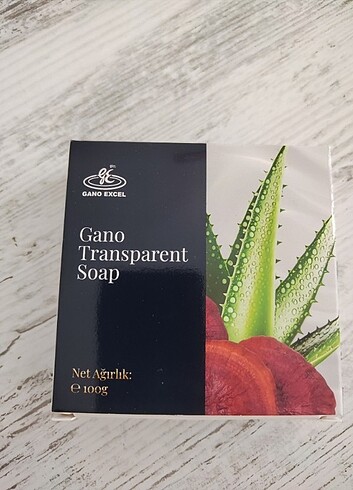 GANO EXCEL
Gano
Transparent
Soap
Net Ağırlık:
℮ 100g